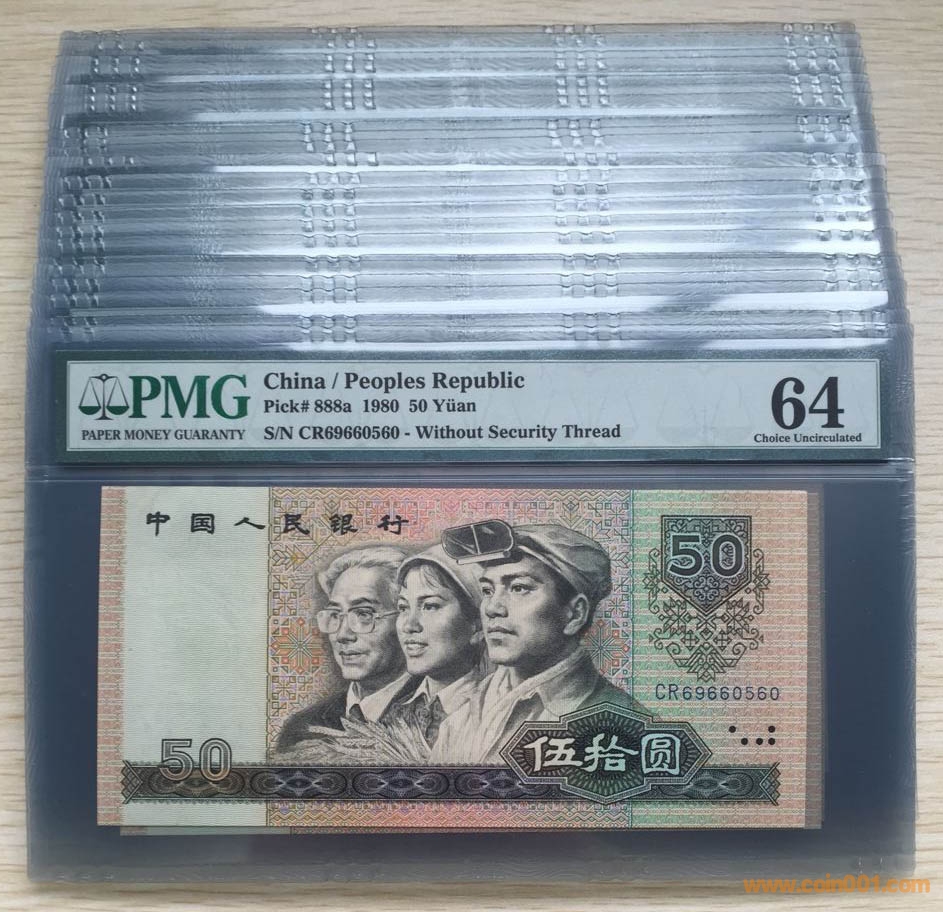 PMG
PAPER MONEY GUARANTY
China / Peoples Republic
Pick# 888a 1980 50 Yüan
S/N CR69660560 - Without Security Thread
64
Choice Uncirculated
中国人民银行
50
CR69660560
50
伍拾圆
www.coin001.com